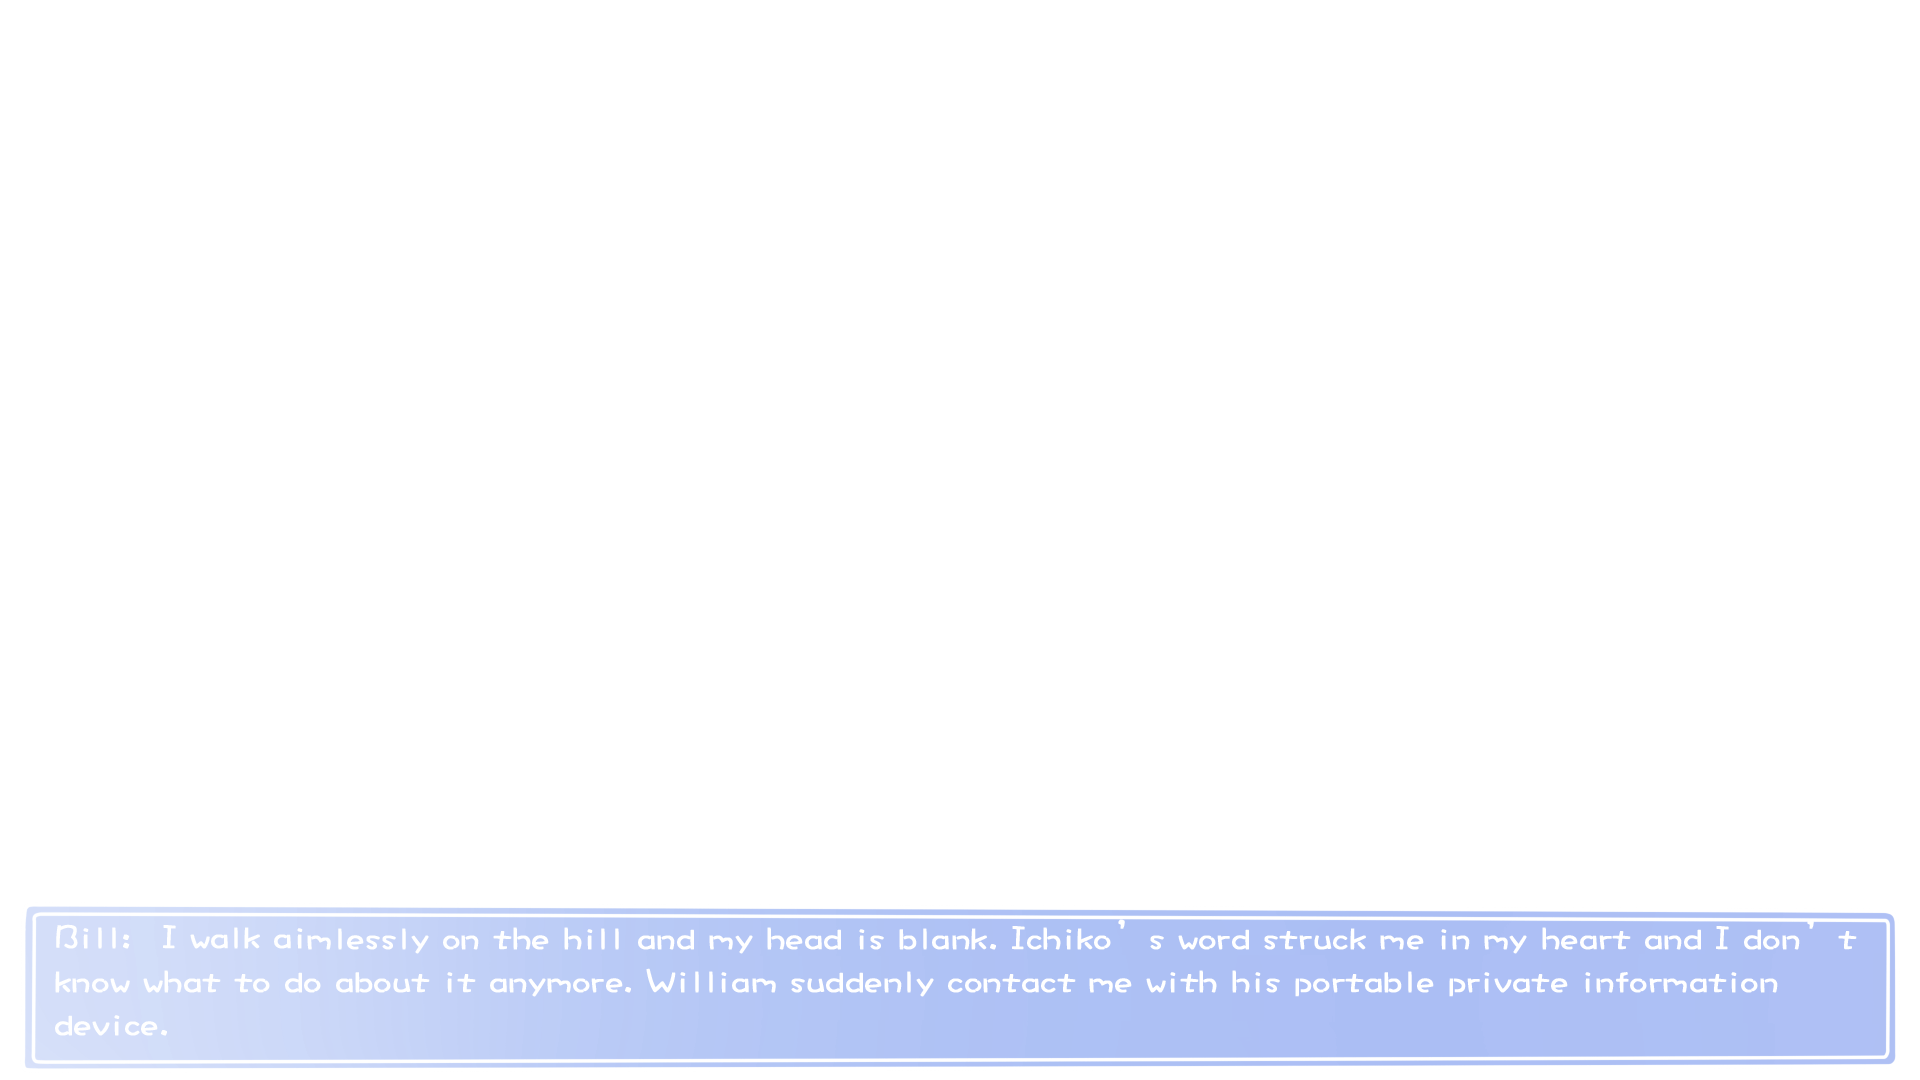 Bill:  I walk aimlessly on the hill and my head is blank. Ichiko’s word struck me in my heart and I don’t
know what to do about it anymore. William suddenly contact me with his portable private information
device.